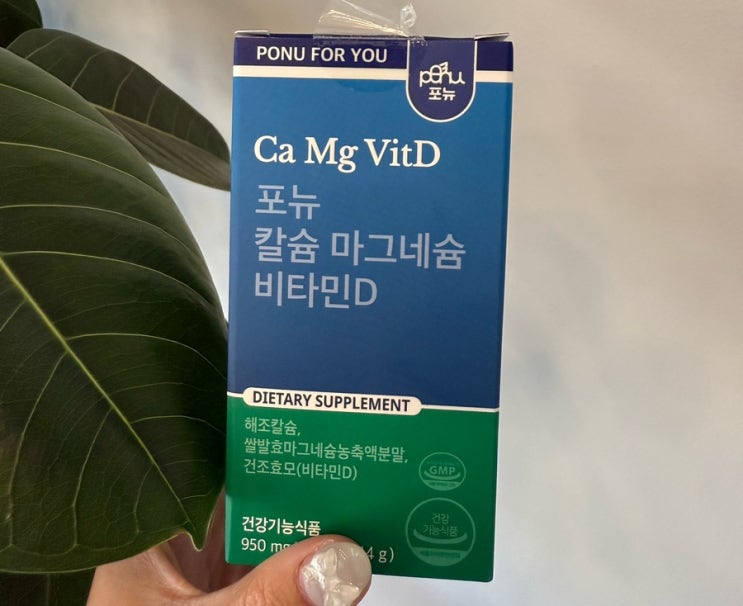 PONU FOR YOU
ponu
포뉴
Ca Mg VitD
포뉴
칼슘 마그네슘
비타민D
DIETARY SUPPLEMENT
해조칼슘,
쌀발효마그네슘농축액분말,
건조효모(비타민D)
GMP
건강
기능식품
건강기능식품
950 mg 4 g )